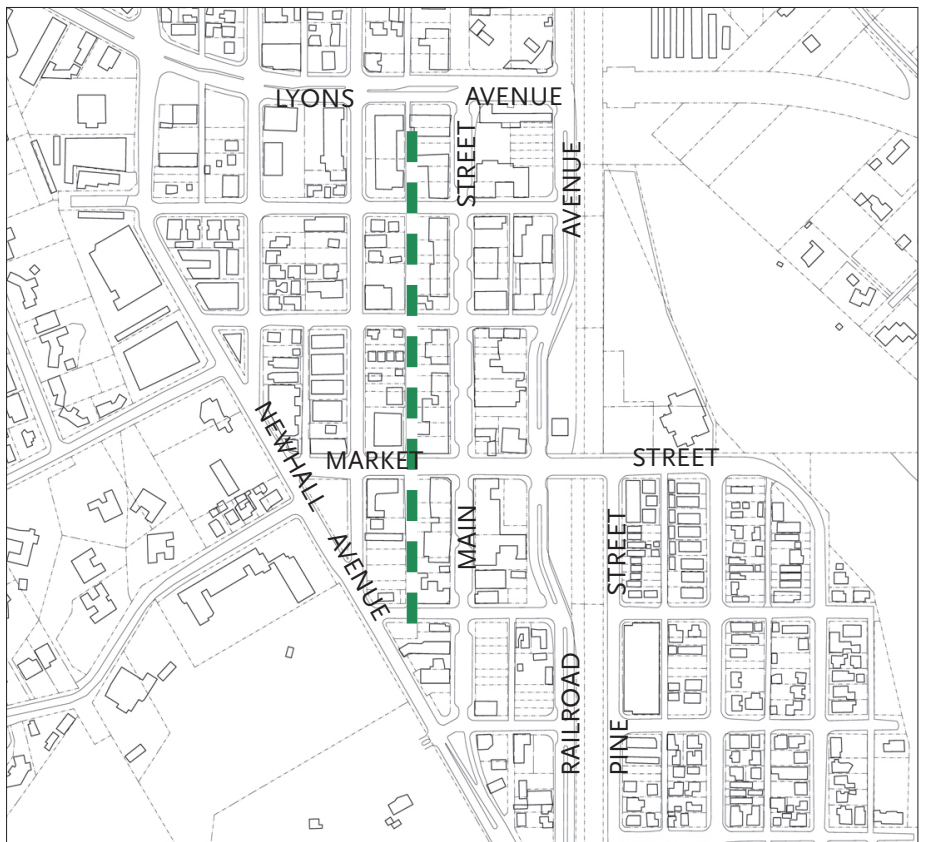 LYONS AVENUE
MAIN STREET
RAILROAD AVENUE
NEWHALL AVENUE
MARKET STREET
PINE STREET